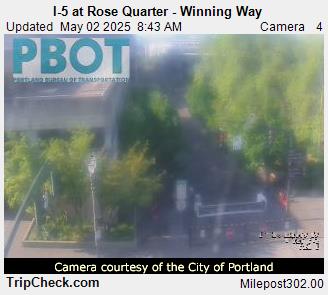 I-5 at Rose Quarter - Winning Way
Updated May 02 2025 8:43 AM Camera 4
PBOT
PORTLAND BUREAU OF TRANSPORTATION
Camera courtesy of the City of Portland
TripCheck.com Milepost302.00